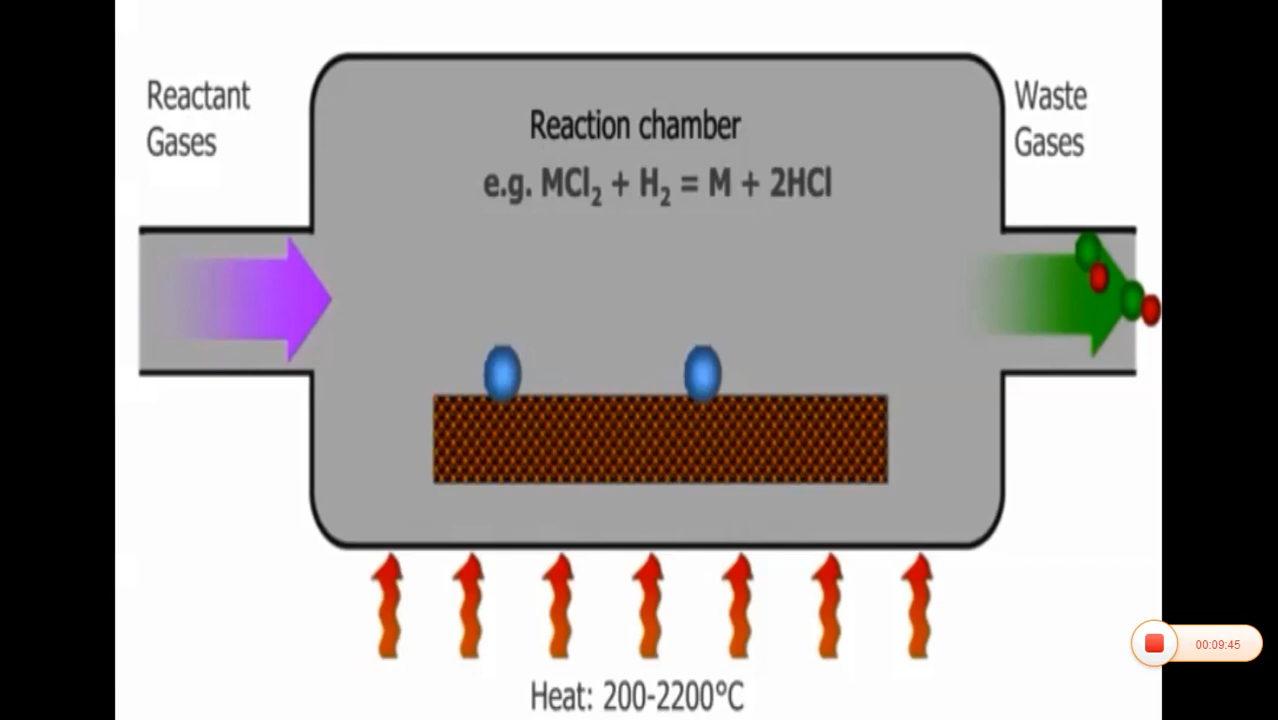 Reactant
Gases
Reaction chamber
e.g. MCl₂ + H₂ = M + 2HCl
Waste
Gases
Heat: 200-2200°C
00:09:45